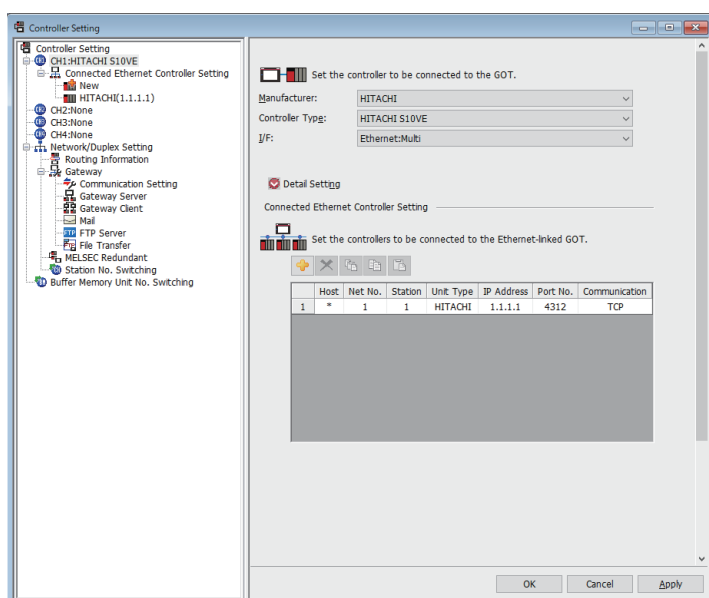 Controller Setting
Controller Setting
CH1:HITACHI S10VE
Connected Ethernet Controller Setting
New
HITACHI(1.1.1.1)
CH2:None
CH3:None
CH4:None
Network/Duplex Setting
Routing Information
Gateway
Communication Setting
Gateway Server
Gateway Client
Mail
FTP Server
File Transfer
MELSEC Redundant
Station No. Switching
Buffer Memory Unit No. Switching
Set the controller to be connected to the GOT.
Manufacturer: HITACHI
Controller Type: HITACHI S10VE
I/F: Ethernet:Multi
Detail Setting
Connected Ethernet Controller Setting
Set the controllers to be connected to the Ethernet-linked GOT.
Host Net No. Station Unit Type IP Address Port No. Communication
1 * 1 1 HITACHI 1.1.1.1 4312 TCP
OK Cancel Apply